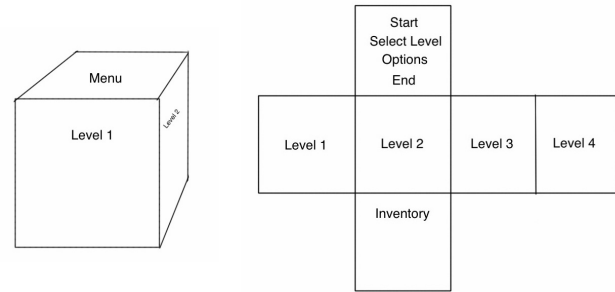 Menu
Level 1
Level 2
Start
Select Level
Options
End
Level 1
Level 2
Level 3
Level 4
Inventory